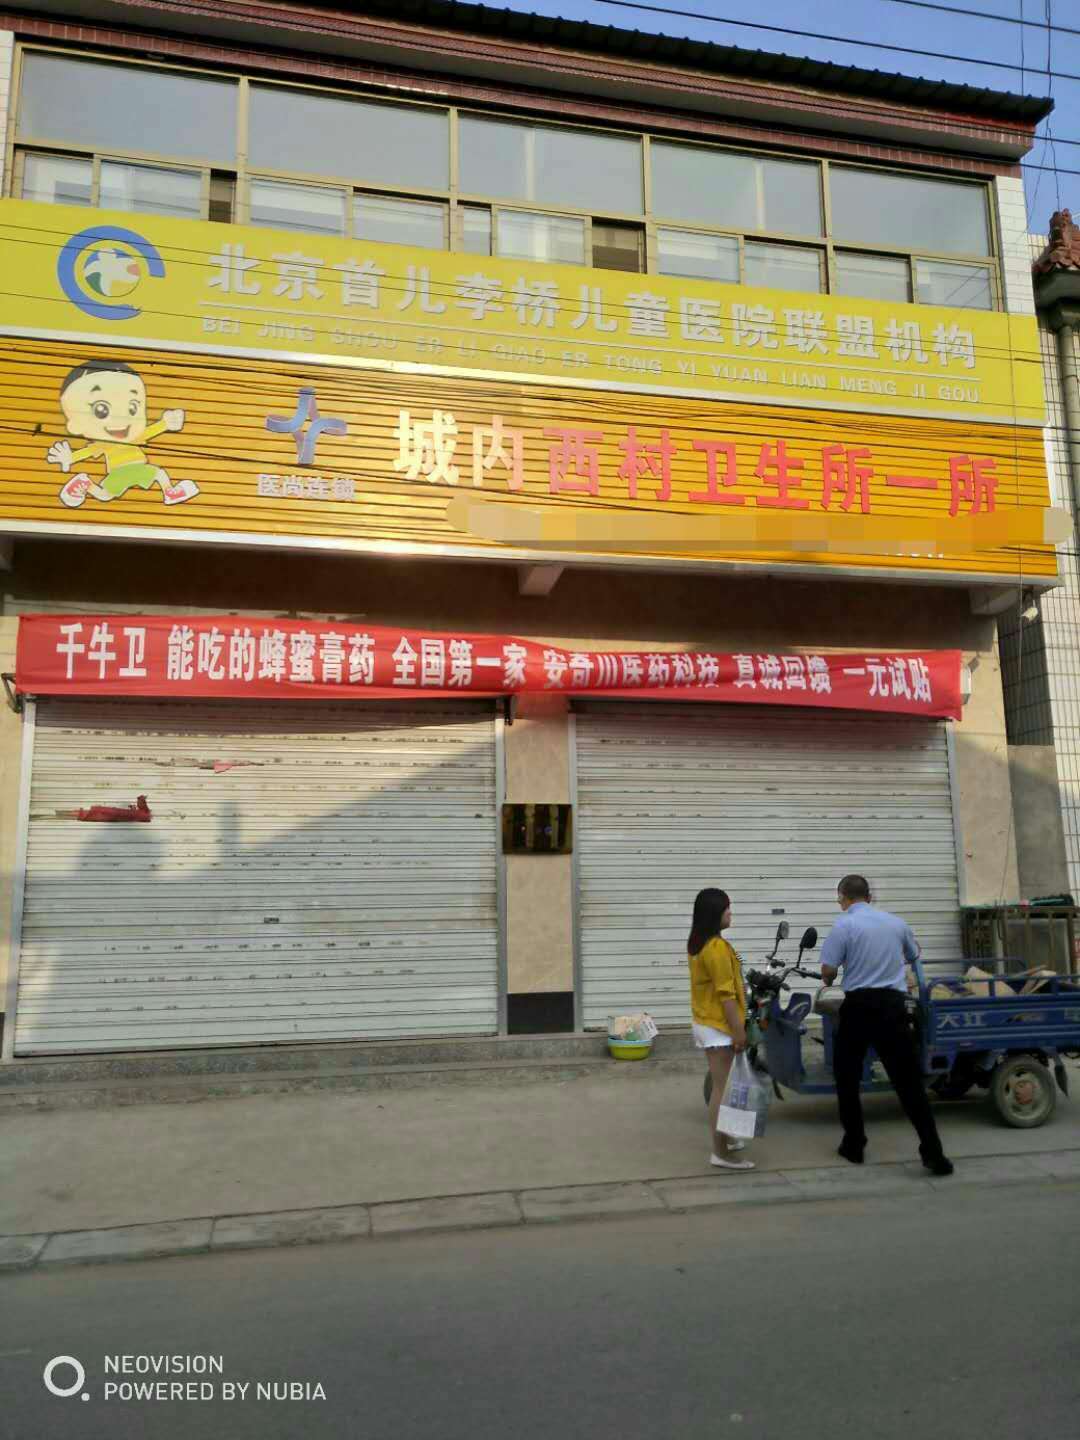 北京首儿李桥儿童医院联盟机构
BEI JING SHOU ER LI QIAO ER TONG YI YUAN LIAN MENG JI GOU
医尚连锁
城内西村卫生所一所
千牛卫 能吃的蜂蜜膏药 全国第一家 安奇川医药科技 真诚回馈 一元试贴
大江
NEOVISION
POWERED BY NUBIA